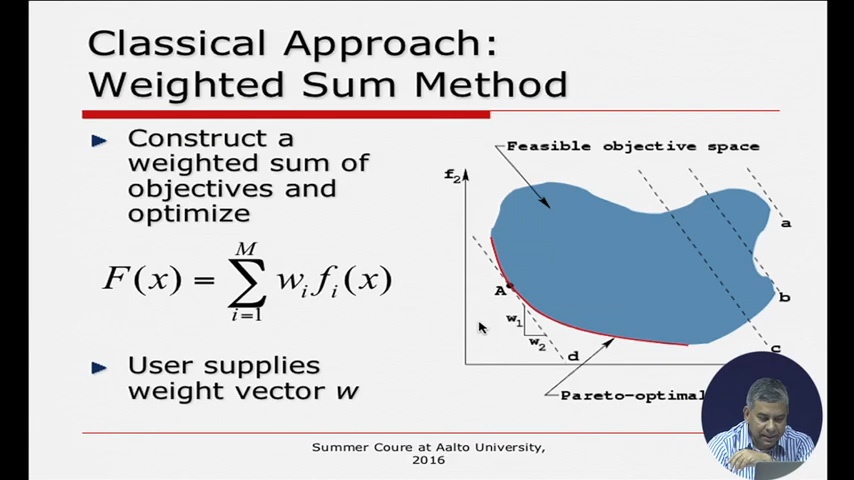 Classical Approach:
Weighted Sum Method
Construct a
weighted sum of
objectives and
optimize
F(x) = \sum_{i=1}^{M} w_i f_i(x)
User supplies
weight vector w
Feasible objective space
f2
a
b
c
A
w1
w2
d
Pareto-optimal
Summer Coure at Aalto University,
2016